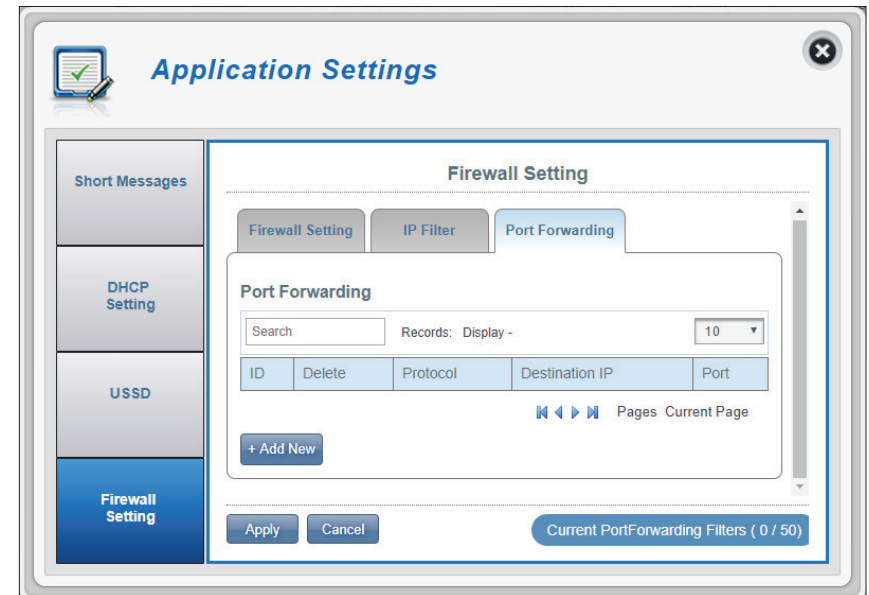 Application Settings
Short Messages
DHCP
Setting
USSD
Firewall
Setting
Firewall Setting
Firewall Setting
IP Filter
Port Forwarding
Port Forwarding
Search
Records: Display -
10
ID Delete Protocol Destination IP Port
Pages Current Page
+ Add New
Apply
Cancel
Current PortForwarding Filters ( 0 / 50)